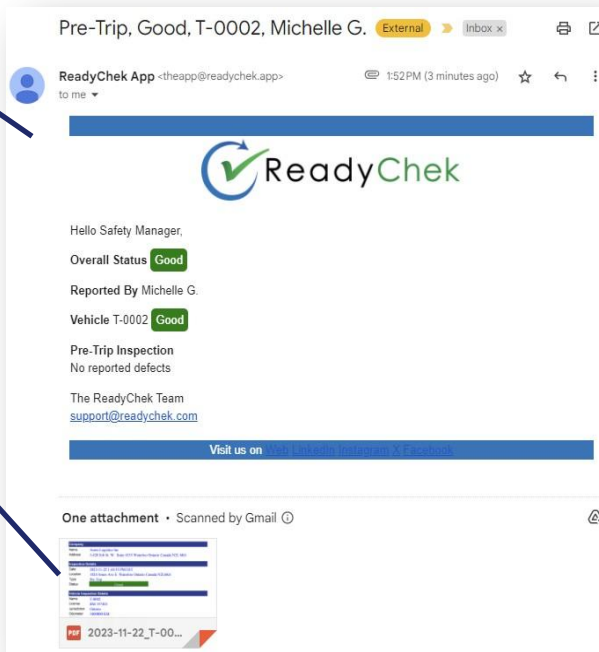 Pre-Trip, Good, T-0002, Michelle G. External Inbox x
ReadyChek App <theapp@readychek.app> 1:52 PM (3 minutes ago)
to me
ReadyChek
Hello Safety Manager,
Overall Status Good
Reported By Michelle G.
Vehicle T-0002 Good
Pre-Trip Inspection
No reported defects
The ReadyChek Team
support@readychek.com
Visit us on Web LinkedIn Instagram X Facebook
One attachment • Scanned by Gmail
PDF 2023-11-22_T-00...